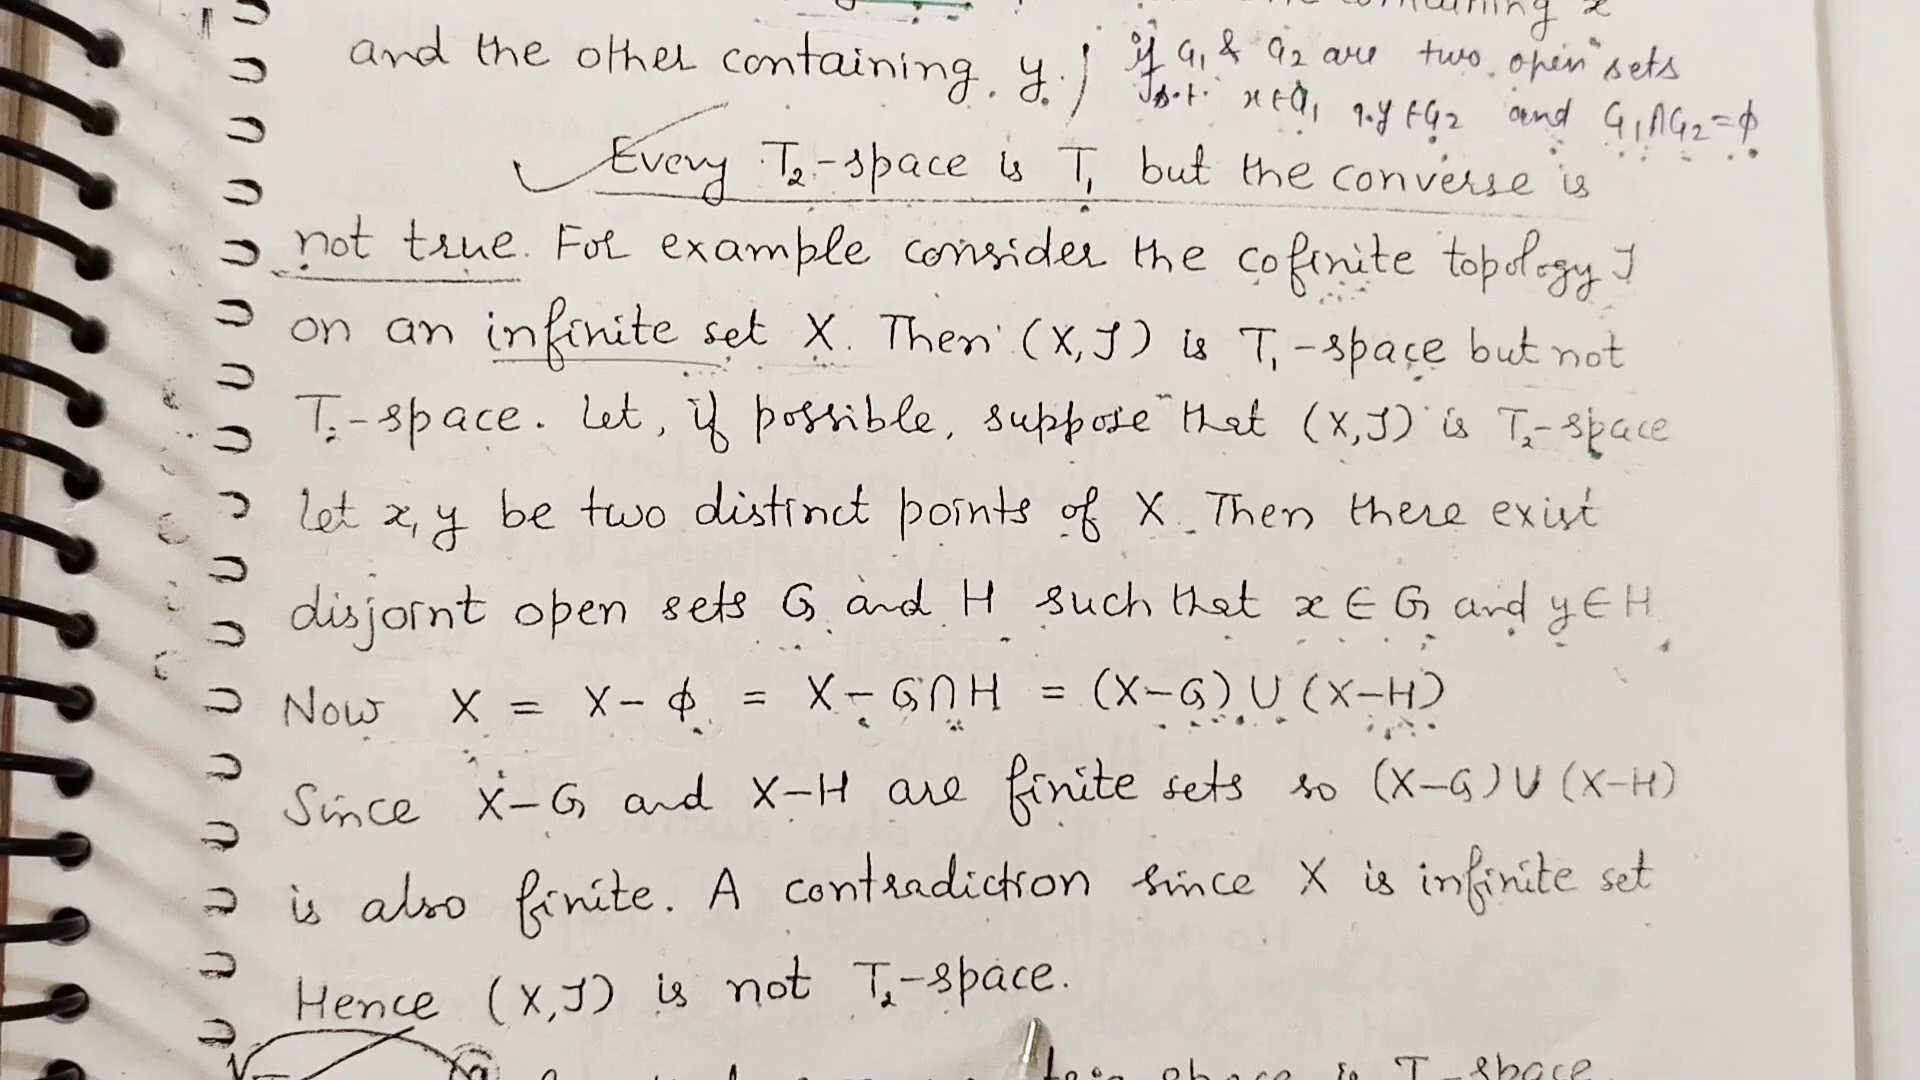 containing x
and the other containing y.) if G₁ & G₂ are two open sets
s.t. x∈G₁ & y∈G₂ and G₁∩G₂=ϕ
Every T₂-space is T₁ but the converse is
not true. For example consider the cofinite topology J
on an infinite set X. Then (X,J) is T₁-space but not
T₂-space. Let, if possible, suppose that (X,J) is T₂-space
Let x,y be two distinct points of X. Then there exist
disjoint open sets G and H such that x∈G and y∈H
Now X = X-ϕ = X-G∩H = (X-G)∪(X-H)
Since X-G and X-H are finite sets so (X-G)∪(X-H)
is also finite. A contradiction since X is infinite set
Hence (X,J) is not T₂-space.
space is T -space.